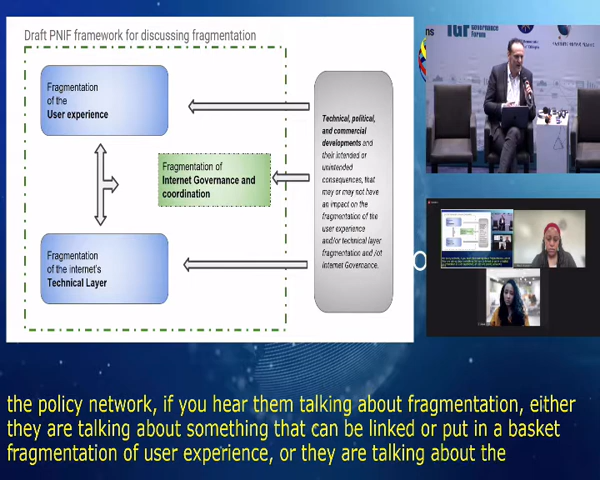 Draft PNIF framework for discussing fragmentation
Fragmentation
of the
User experience
Fragmentation of
Internet Governance and
coordination
Fragmentation
of the internet's
Technical Layer
Technical, political,
and commercial
developments and
their intended or
unintended
consequences, that
may or may not have
an impact on the
fragmentation of the
user experience
and/or technical layer
fragmentation and /or
Internet Governance.
IGF
Governance
Forum
the policy network, if you hear them talking about fragmentation, either
they are talking about something that can be linked or put in a basket
fragmentation of user experience, or they are talking about the